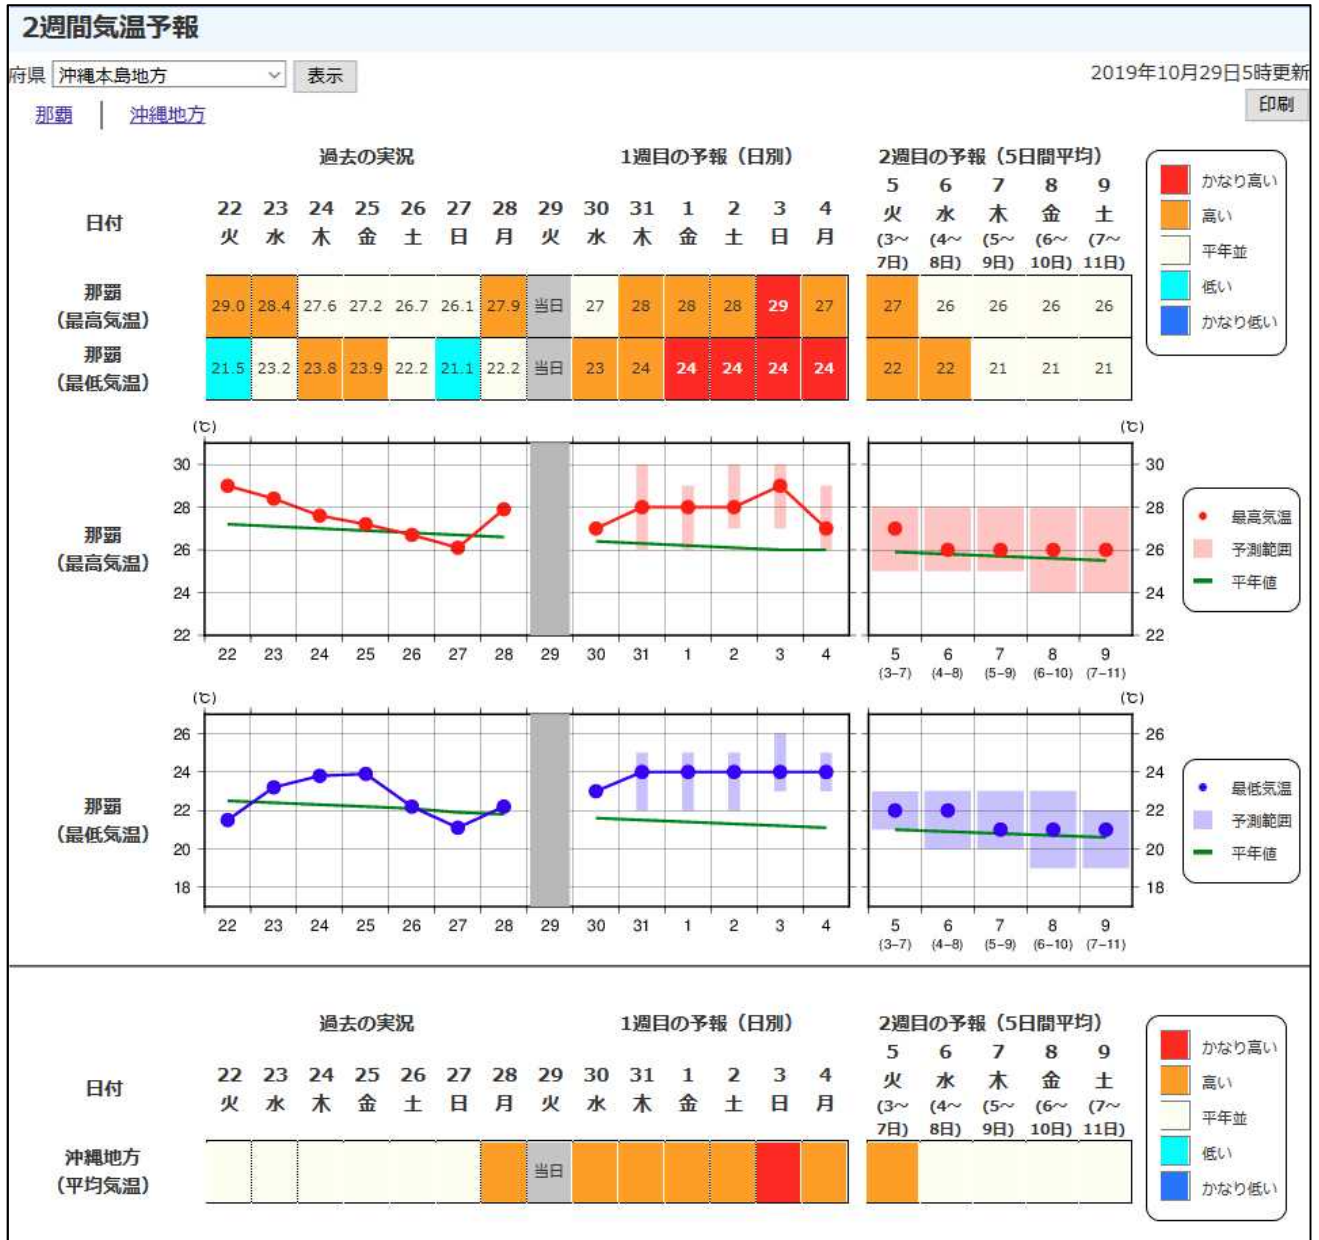 2週間気温予報
府県 沖縄本島地方 表示 2019年10月29日5時更新
那覇 | 沖縄地方 印刷
過去の実況 1週目の予報（日別） 2週目の予報（5日間平均）
日付 22 23 24 25 26 27 28 29 30 31 1 2 3 4 5 6 7 8 9
火 水 木 金 土 日 月 火 水 木 金 土 日 月 火 水 木 金 土
(3～ (4～ (5～ (6～ (7～
7日) 8日) 9日) 10日) 11日)
那覇
（最高気温）
29.0 28.4 27.6 27.2 26.7 26.1 27.9 当日 27 28 28 28 29 27 27 26 26 26 26
那覇
（最低気温）
21.5 23.2 23.8 23.9 22.2 21.1 22.2 当日 23 24 24 24 24 24 22 22 21 21 21
かなり高い
高い
平年並
低い
かなり低い
(℃) (℃)
那覇
（最高気温）
30 30
28 28
26 26
24 24
22 22
22 23 24 25 26 27 28 29 30 31 1 2 3 4 5 6 7 8 9
(3−7) (4−8) (5−9) (6−10) (7−11)
最高気温
予測範囲
平年値
(℃) (℃)
那覇
（最低気温）
26 26
24 24
22 22
20 20
18 18
22 23 24 25 26 27 28 29 30 31 1 2 3 4 5 6 7 8 9
(3−7) (4−8) (5−9) (6−10) (7−11)
最低気温
予測範囲
平年値
過去の実況 1週目の予報（日別） 2週目の予報（5日間平均）
日付 22 23 24 25 26 27 28 29 30 31 1 2 3 4 5 6 7 8 9
火 水 木 金 土 日 月 火 水 木 金 土 日 月 火 水 木 金 土
(3～ (4～ (5～ (6～ (7～
7日) 8日) 9日) 10日) 11日)
沖縄地方
（平均気温）
当日
かなり高い
高い
平年並
低い
かなり低い